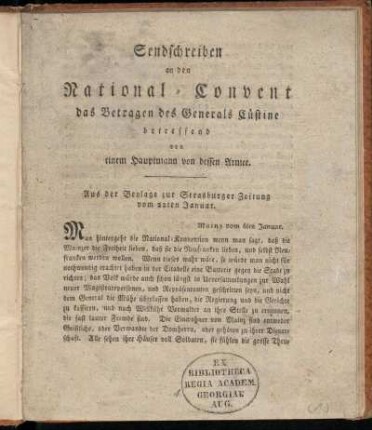 Sendschreiben
an den
National-Convent
das Betragen des Generals Cüstine
betreffend
von
einem Hauptmann von dessen Armee.
Aus der Beylage zur Strasburger Zeitung
vom 22ten Januar.
Mainz vom 6ten Januar.
Man hintergeht die National-Konvention wenn man sagt, daß die
Mainzer die Freiheit lieben, daß sie die Neufranken lieben, und selbst Neu-
franken werden wollen. Wenn dieses wahr wäre, so würde man nicht für
nothwendig erachtet haben in der Citadelle eine Batterie gegen die Stadt zu
richten; das Volk würde auch schon längst in Urversammlungen zur Wahl
neuer Magistratspersonen, und Repräsentanten geschritten seyn, und nicht
dem General die Mühe überlassen haben, die Regierung und die Gerichte
zu kassiren, und nach Willkühr Verwalter an ihre Stelle zu ernennen,
die fast lauter Fremde sind. Die Einwohner von Mainz sind entweder
Geistliche, oder Verwandte der Domherrn, oder gehören zu ihrer Diener-
schaft. Alle sehen ihre Häuser voll Soldaten, sie fühlen die große Theu-
EX
BIBLIOTHECA
REGIA ACADEM.
GEORGIAE
AUG.